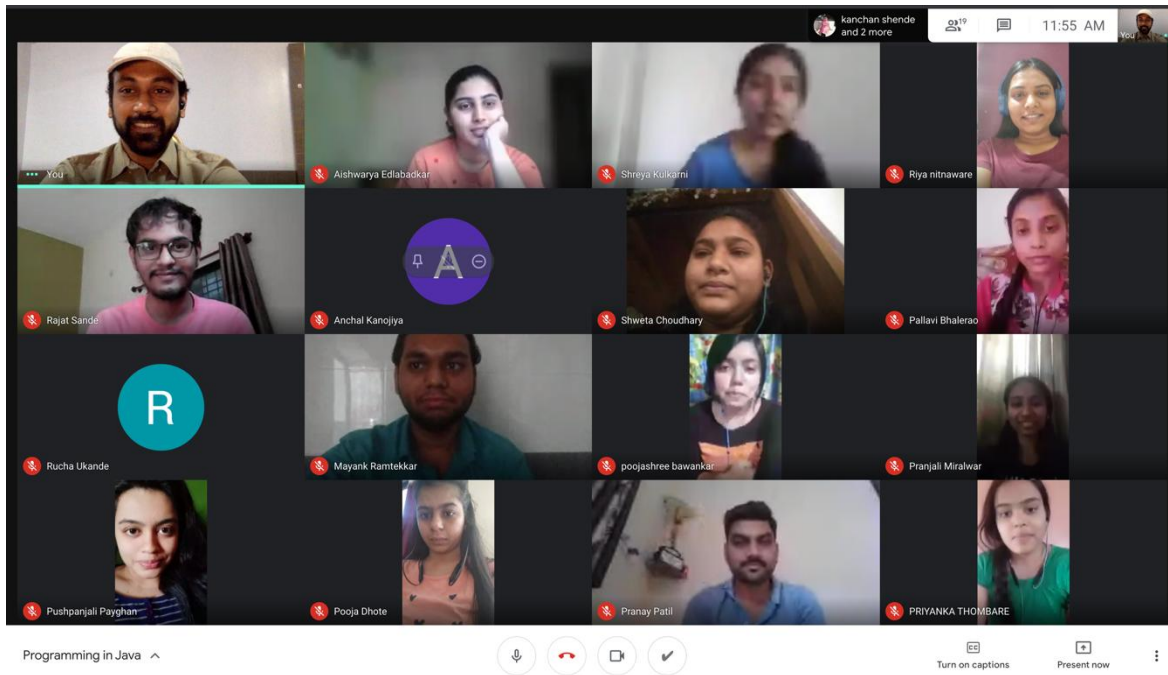 kanchan shende
and 2 more
19
11:55 AM
You
You
Aishwarya Edlabadkar
Shreya Kulkarni
Riya nitnaware
Rajat Sande
A
Anchal Kanojiya
Shweta Choudhary
Pallavi Bhalerao
R
Rucha Ukande
Mayank Ramtekkar
poojashree bawankar
Pranjali Miralwar
Pushpanjali Payghan
Pooja Dhote
Pranay Patil
PRIYANKA THOMBARE
Programming in Java
CC
Turn on captions
Present now